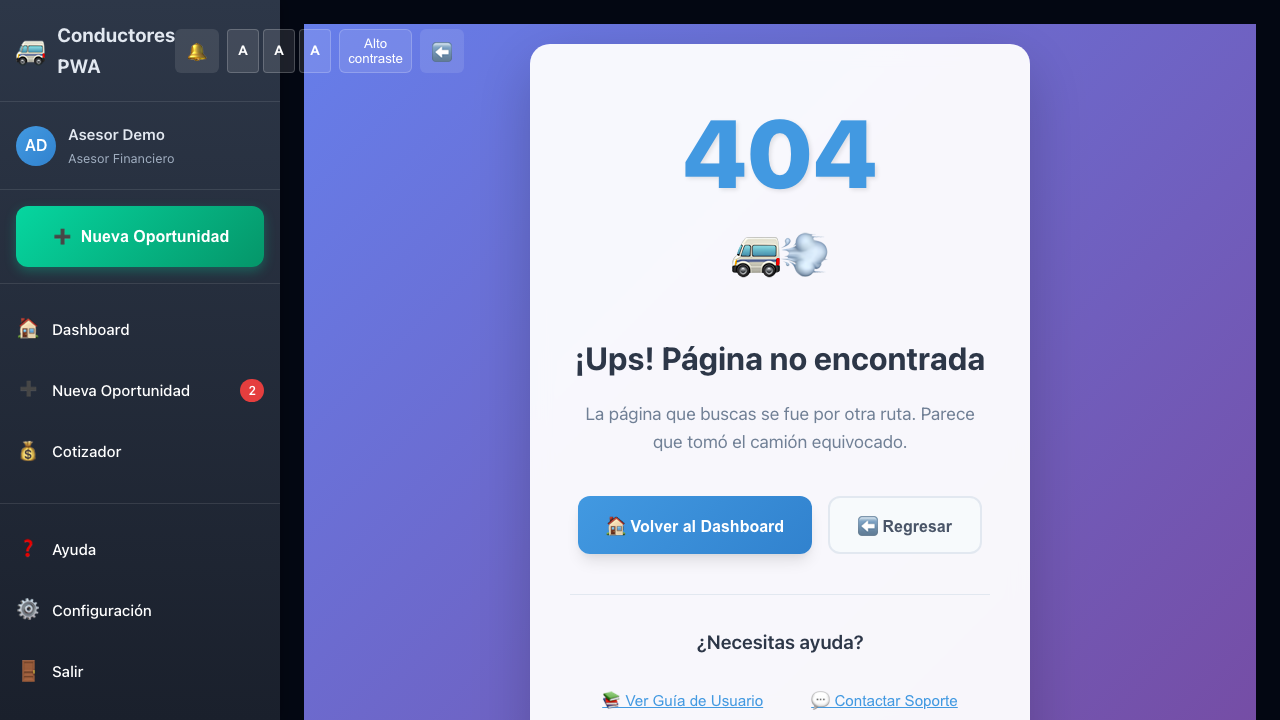 Conductores
PWA
A
A
A
Alto
contraste
AD
Asesor Demo
Asesor Financiero
Nueva Oportunidad
Dashboard
Nueva Oportunidad
2
Cotizador
Ayuda
Configuración
Salir
404
¡Ups! Página no encontrada
La página que buscas se fue por otra ruta. Parece
que tomó el camión equivocado.
Volver al Dashboard
Regresar
¿Necesitas ayuda?
Ver Guía de Usuario
Contactar Soporte